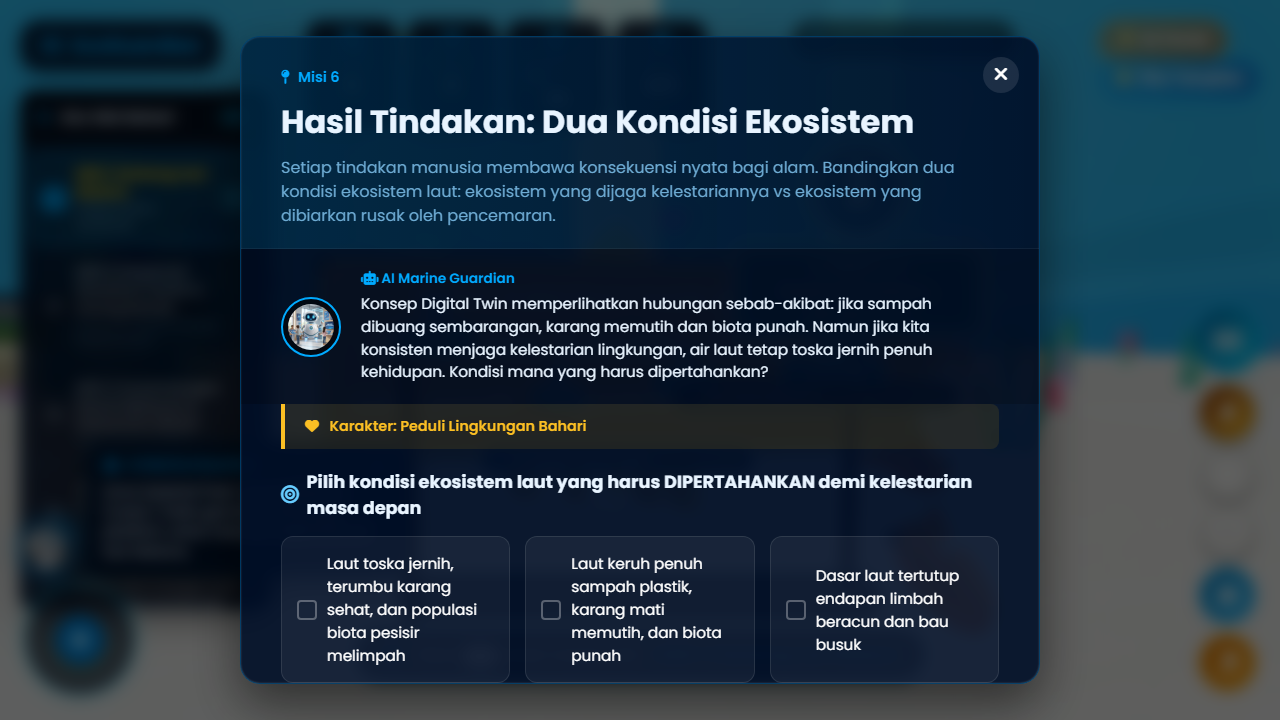 Misi 6
Hasil Tindakan: Dua Kondisi Ekosistem
Setiap tindakan manusia membawa konsekuensi nyata bagi alam. Bandingkan dua
kondisi ekosistem laut: ekosistem yang dijaga kelestariannya vs ekosistem yang
dibiarkan rusak oleh pencemaran.
AI Marine Guardian
Konsep Digital Twin memperlihatkan hubungan sebab-akibat: jika sampah
dibuang sembarangan, karang memutih dan biota punah. Namun jika kita
konsisten menjaga kelestarian lingkungan, air laut tetap toska jernih penuh
kehidupan. Kondisi mana yang harus dipertahankan?
Karakter: Peduli Lingkungan Bahari
Pilih kondisi ekosistem laut yang harus DIPERTAHANKAN demi kelestarian
masa depan
Laut toska jernih,
terumbu karang
sehat, dan populasi
biota pesisir
melimpah
Laut keruh penuh
sampah plastik,
karang mati
memutih, dan biota
punah
Dasar laut tertutup
endapan limbah
beracun dan bau
busuk